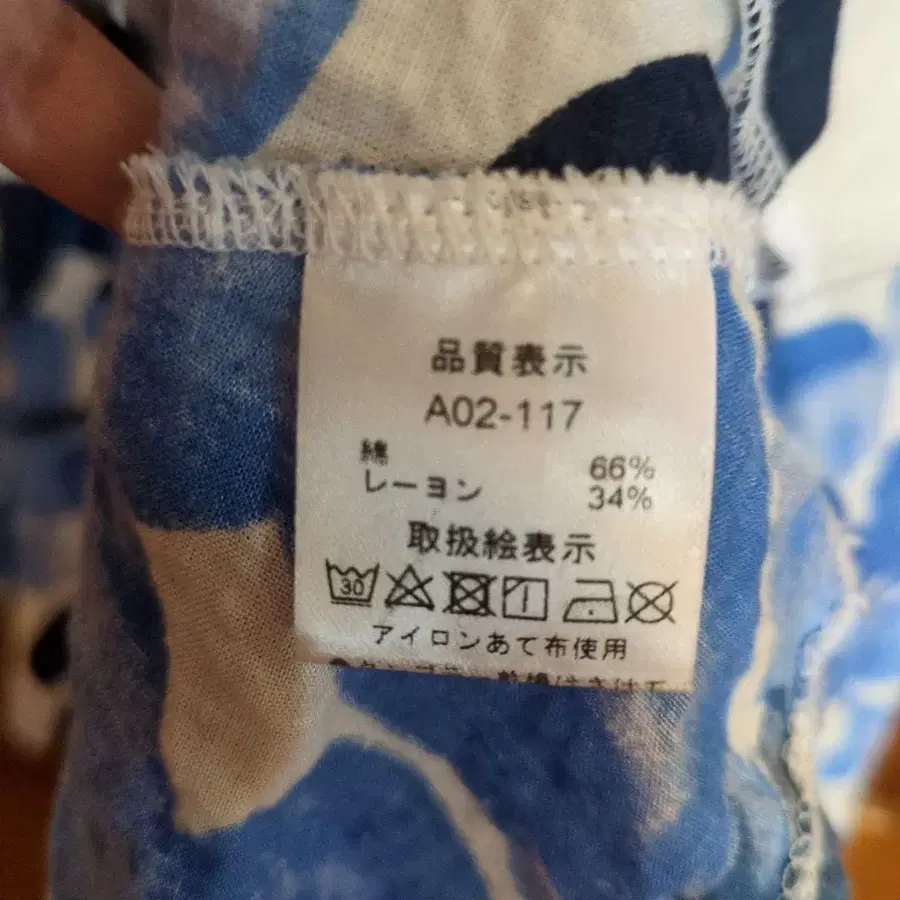 品質表示
A02-117
綿 66%
レーヨン 34%
取扱絵表示
30
アイロンあて布使用